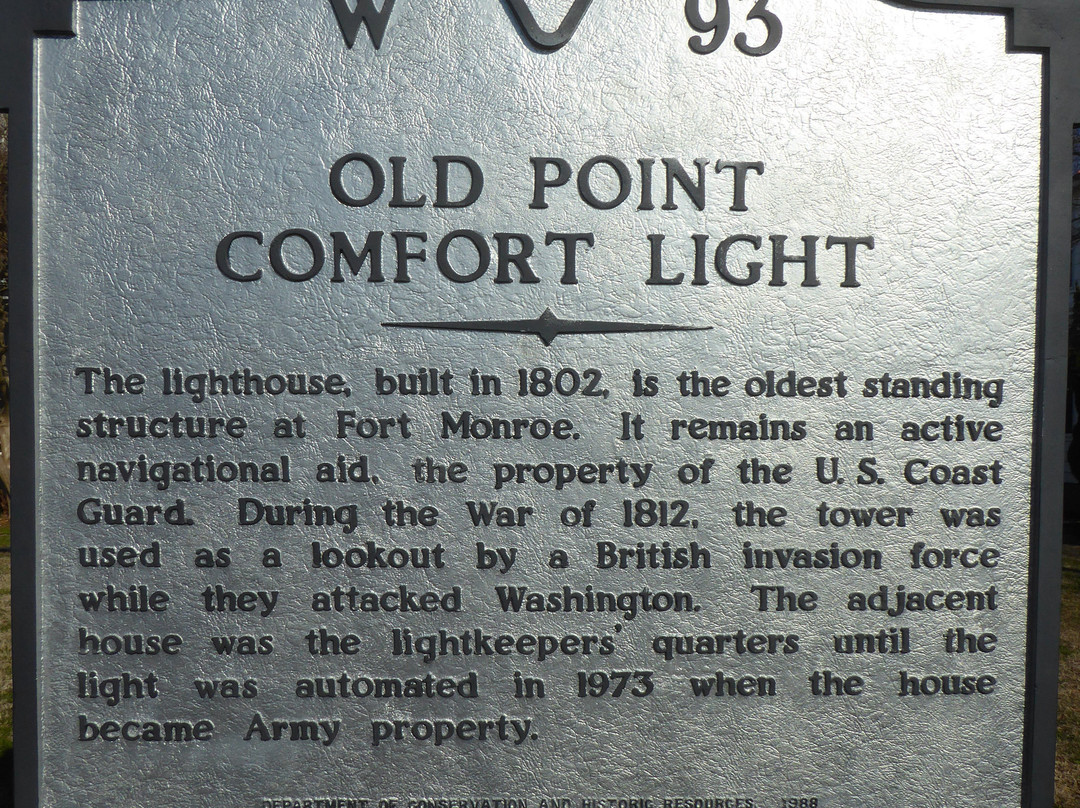 W 93
OLD POINT
COMFORT LIGHT
The lighthouse, built in 1802, is the oldest standing
structure at Fort Monroe. It remains an active
navigational aid, the property of the U. S. Coast
Guard. During the War of 1812, the tower was
used as a lookout by a British invasion force
while they attacked Washington. The adjacent
house was the lightkeepers' quarters until the
light was automated in 1973 when the house
became Army property.
DEPARTMENT OF CONSERVATION AND HISTORIC RESOURCES, 1988